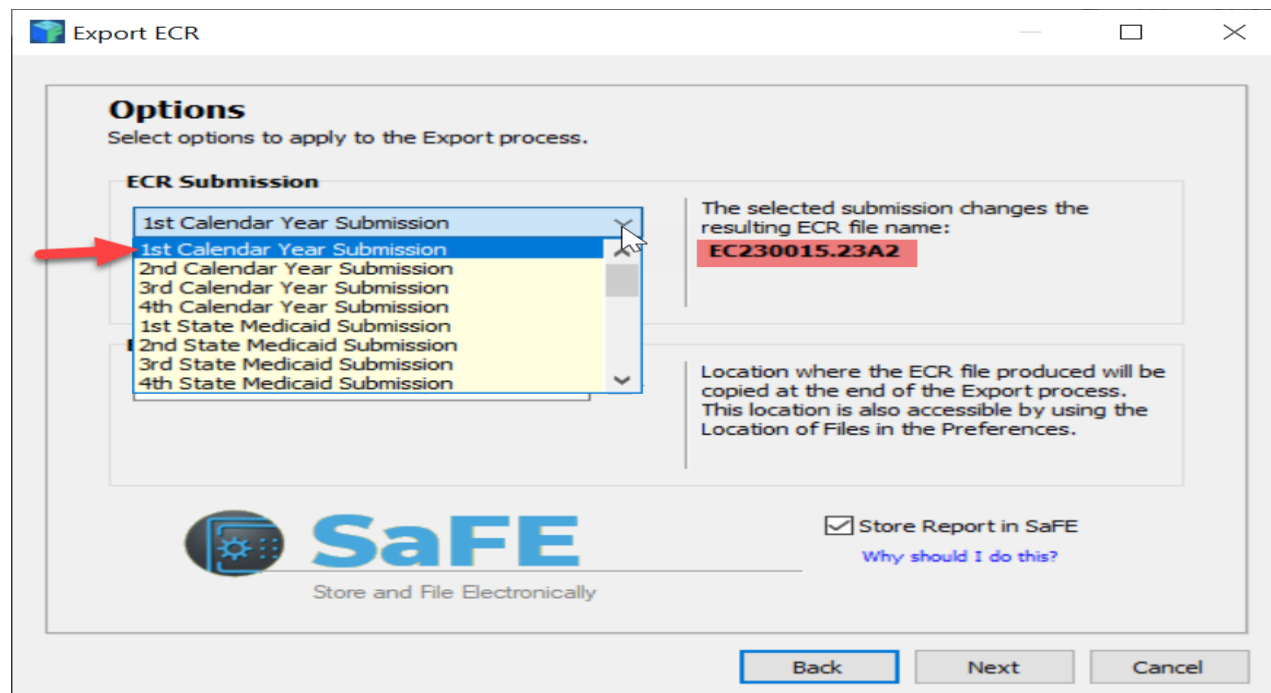 Export ECR
Options
Select options to apply to the Export process.
ECR Submission
1st Calendar Year Submission
1st Calendar Year Submission
2nd Calendar Year Submission
3rd Calendar Year Submission
4th Calendar Year Submission
1st State Medicaid Submission
2nd State Medicaid Submission
3rd State Medicaid Submission
4th State Medicaid Submission
The selected submission changes the
resulting ECR file name:
EC230015.23A2
Location where the ECR file produced will be
copied at the end of the Export process.
This location is also accessible by using the
Location of Files in the Preferences.
SaFE
Store and File Electronically
Store Report in SaFE
Why should I do this?
Back
Next
Cancel